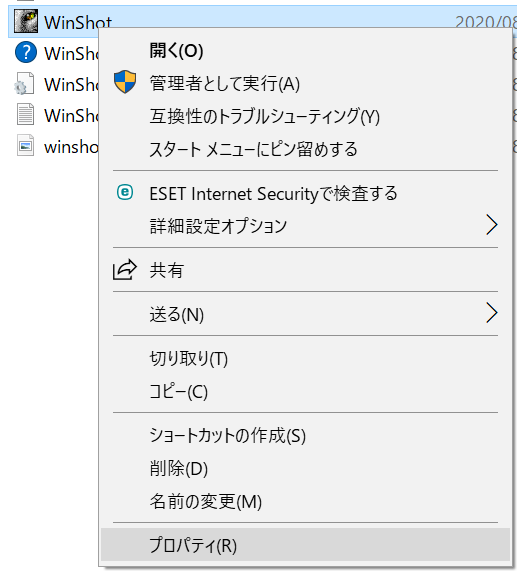 WinShot 2020/08
開く(O)
WinSho
管理者として実行(A)
WinSho
互換性のトラブルシューティング(Y)
WinSho
スタート メニューにピン留めする
winsho
ESET Internet Securityで検査する
詳細設定オプション
共有
送る(N)
切り取り(T)
コピー(C)
ショートカットの作成(S)
削除(D)
名前の変更(M)
プロパティ(R)